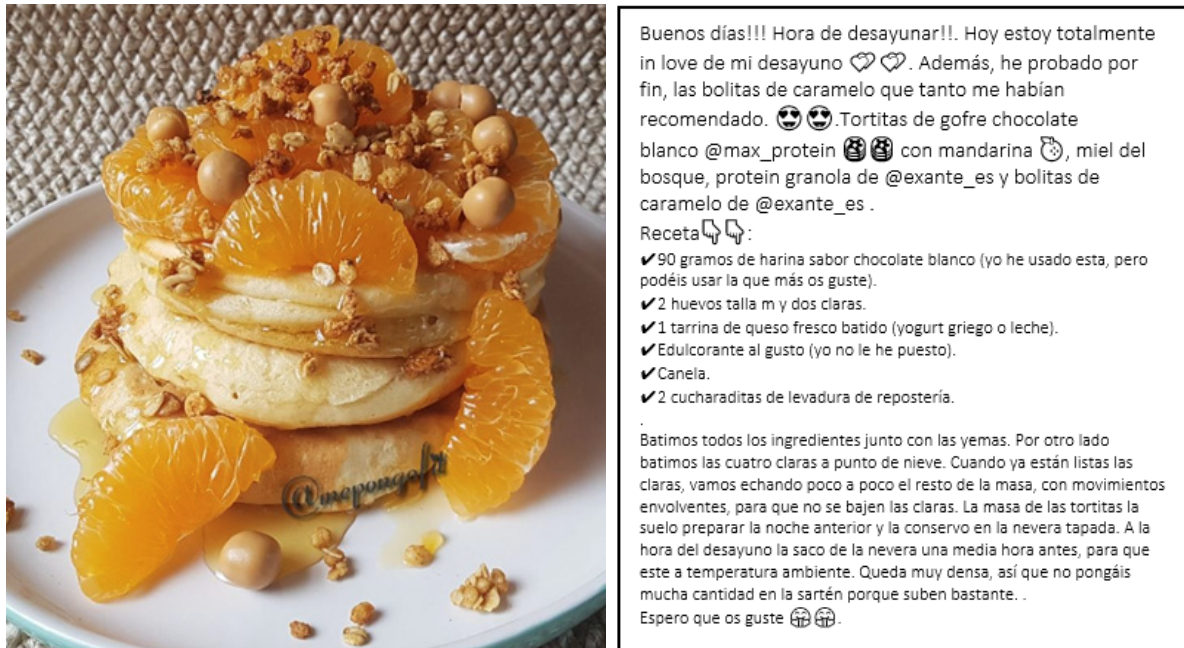 @mepongofit
Buenos días!!! Hora de desayunar!!. Hoy estoy totalmente
in love de mi desayuno 💕 💕. Además, he probado por
fin, las bolitas de caramelo que tanto me habían
recomendado. 😍😍.Tortitas de gofre chocolate
blanco @max_protein con mandarina 🍊, miel del
bosque, protein granola de @exante_es y bolitas de
caramelo de @exante_es .
Receta👇👇:
✔90 gramos de harina sabor chocolate blanco (yo he usado esta, pero
podéis usar la que más os guste).
✔2 huevos talla m y dos claras.
✔1 tarrina de queso fresco batido (yogurt griego o leche).
✔Edulcorante al gusto (yo no le he puesto).
✔Canela.
✔2 cucharaditas de levadura de repostería.
.
Batimos todos los ingredientes junto con las yemas. Por otro lado
batimos las cuatro claras a punto de nieve. Cuando ya están listas las
claras, vamos echando poco a poco el resto de la masa, con movimientos
envolventes, para que no se bajen las claras. La masa de las tortitas la
suelo preparar la noche anterior y la conservo en la nevera tapada. A la
hora del desayuno la saco de la nevera una media hora antes, para que
este a temperatura ambiente. Queda muy densa, así que no pongáis
mucha cantidad en la sartén porque suben bastante. .
Espero que os guste 🤗🤗.